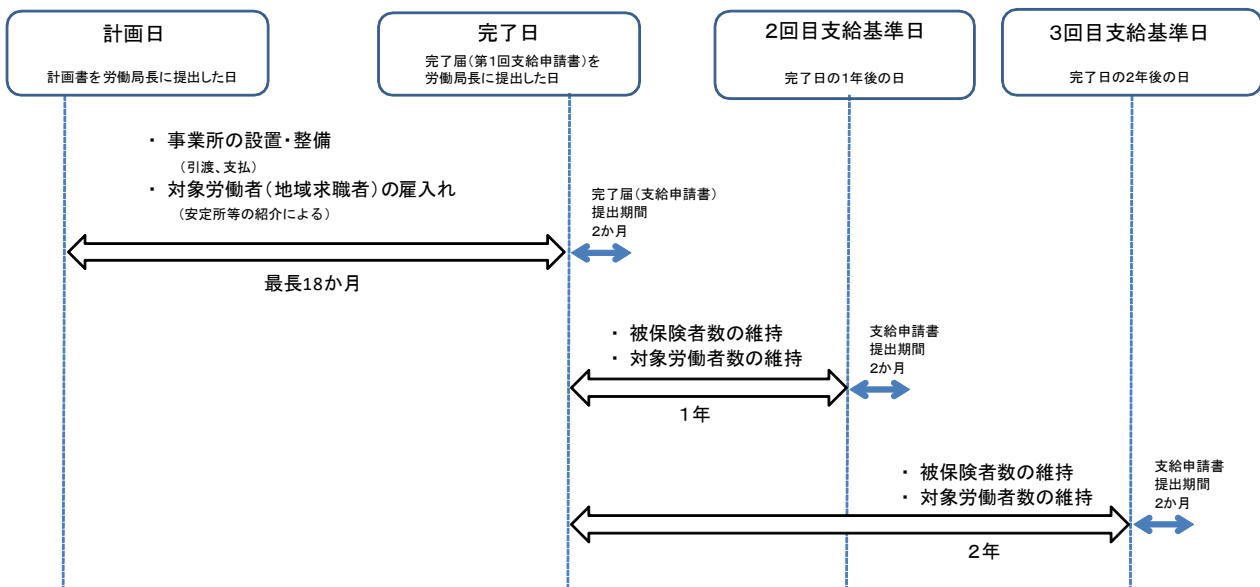 計画日
計画書を労働局長に提出した日
完了日
完了届(第1回支給申請書)を
労働局長に提出した日
2回目支給基準日
完了日の1年後の日
3回目支給基準日
完了日の2年後の日
・ 事業所の設置・整備
(引渡、支払)
・ 対象労働者(地域求職者)の雇入れ
(安定所等の紹介による)
最長18か月
完了届(支給申請書)
提出期間
2か月
・ 被保険者数の維持
・ 対象労働者数の維持
1年
支給申請書
提出期間
2か月
・ 被保険者数の維持
・ 対象労働者数の維持
2年
支給申請書
提出期間
2か月